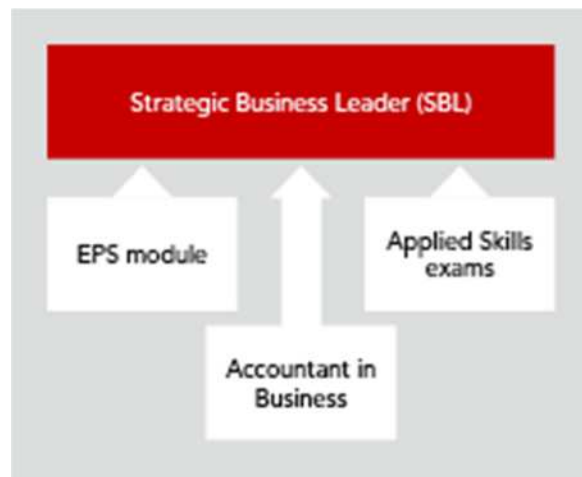 Strategic Business Leader (SBL)
EPS module
Applied Skills
exams
Accountant in
Business